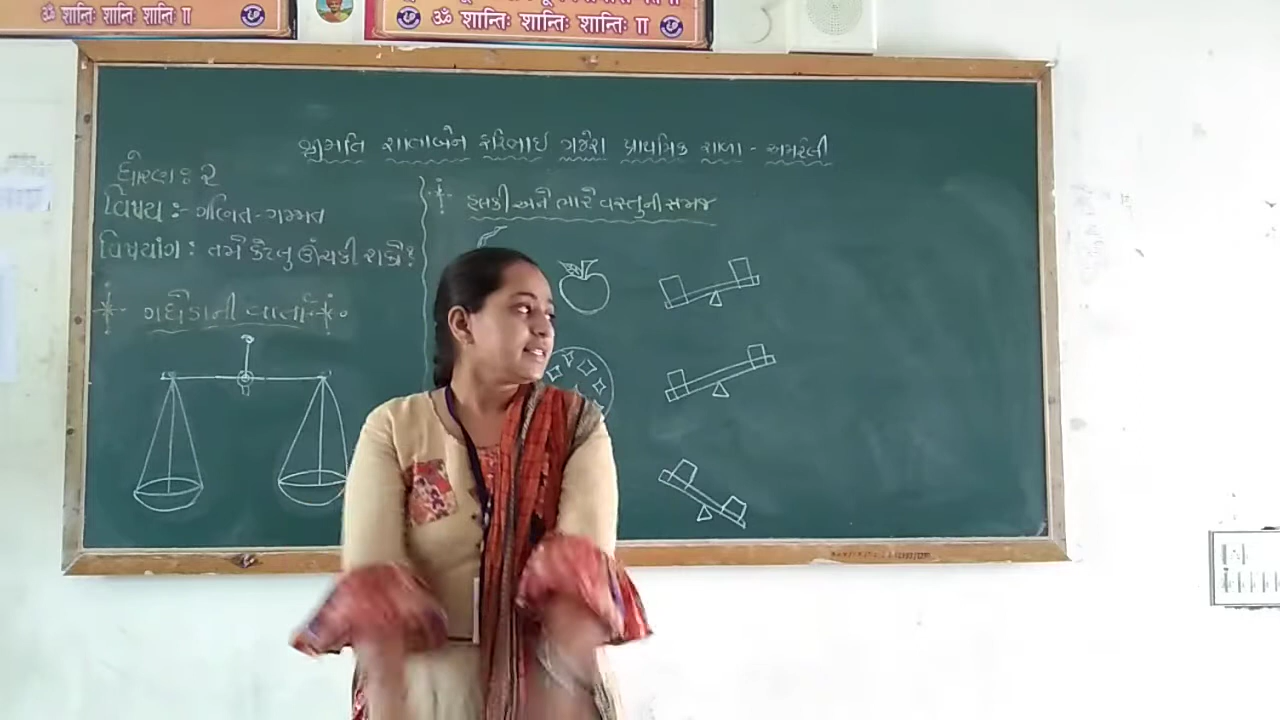 ॐ शान्तिः शान्तिः शान्तिः ॥
ॐ शान्तिः शान्तिः शान्तिः ॥
શ્રીમતિ શાંતાબેન હરિભાઈ ગજેરા પ્રાથમિક શાળા - અમરેલી
ધોરણ : ૨
વિષય :- ગણિત-ગમ્મત
વિષયાંગ : તમે કેટલુ ઊંચકી શકો?
ગધેડાની વાર્તા
હલકી અને ભારે વસ્તુની સમજ